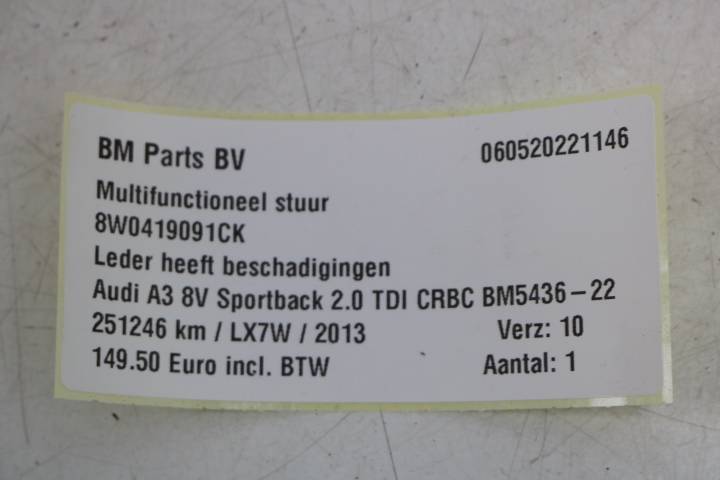 BM Parts BV 060520221146
Multifunctioneel stuur
8W0419091CK
Leder heeft beschadigingen
Audi A3 8V Sportback 2.0 TDI CRBC BM5436-22
251246 km / LX7W / 2013 Verz: 10
149.50 Euro incl. BTW Aantal: 1